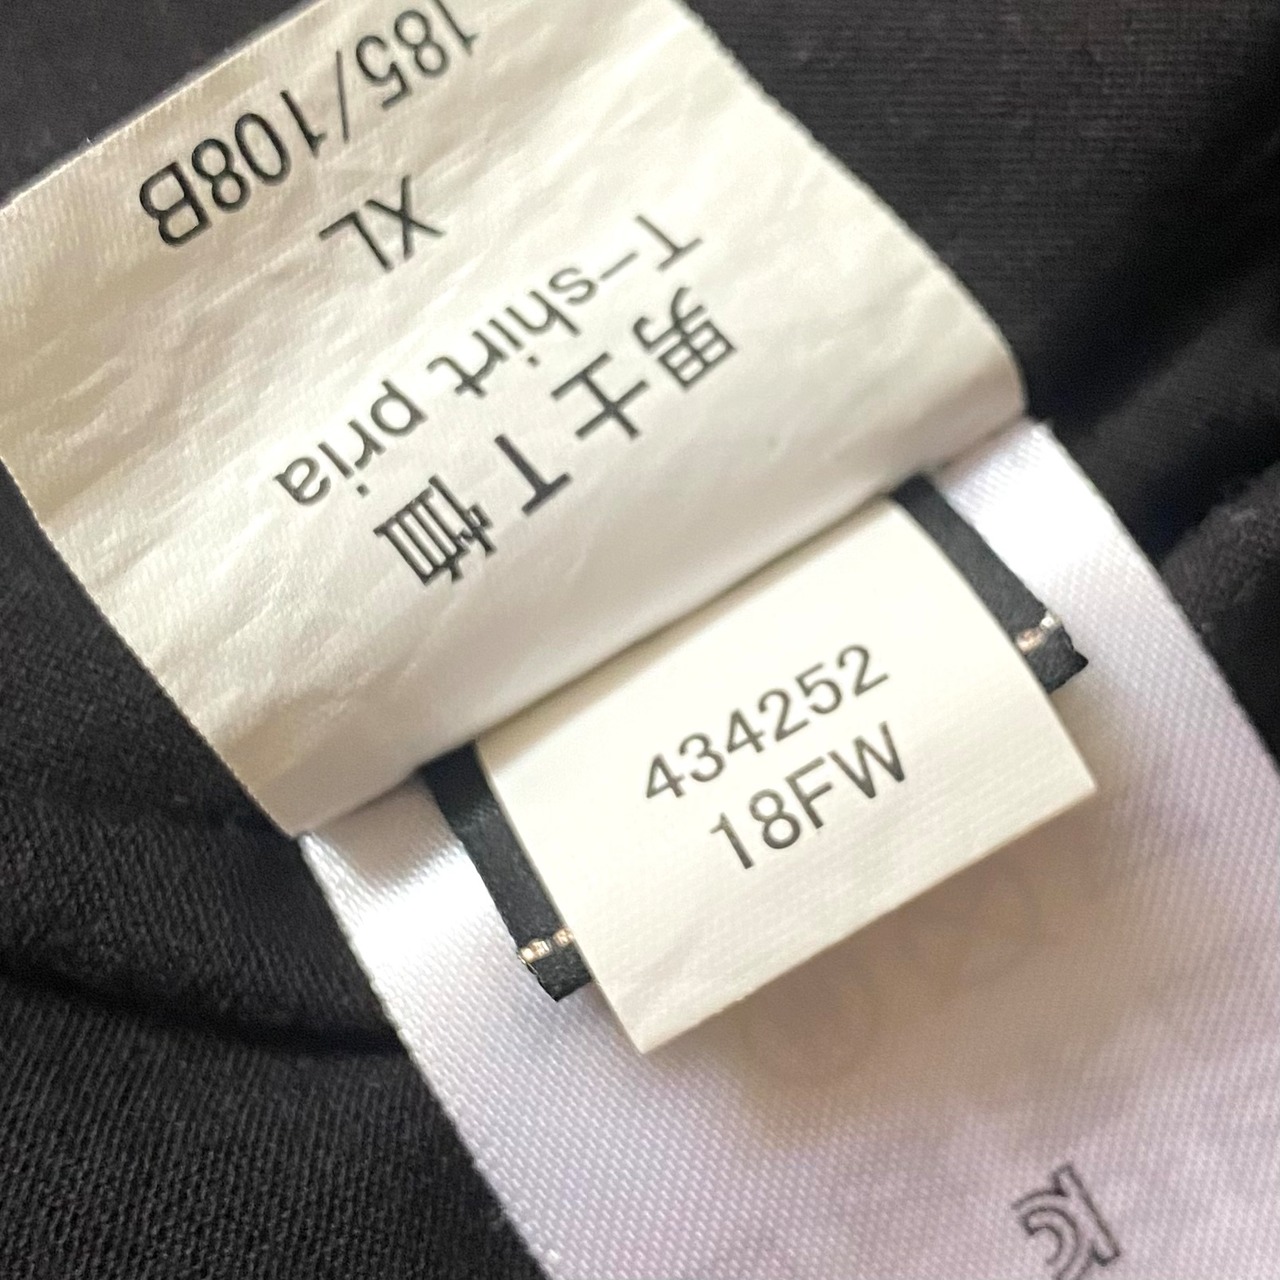 男士T恤
T-shirt pria
XL
185/108B
434252
18FW